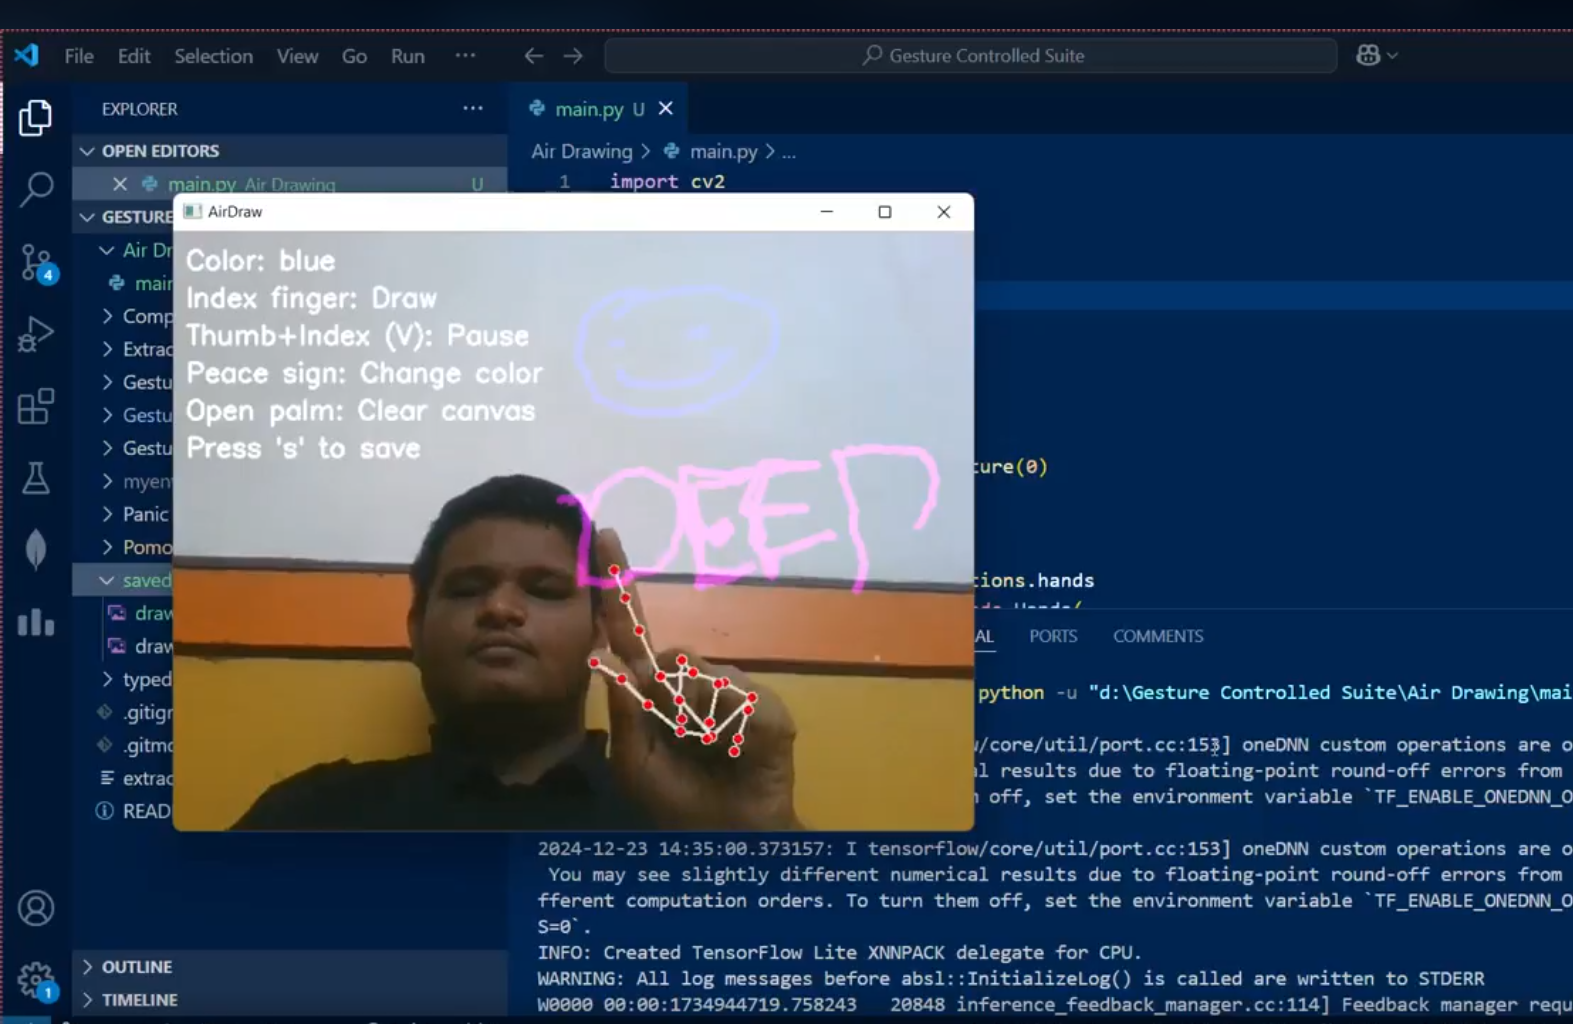 File Edit Selection View Go Run ...
Gesture Controlled Suite
EXPLORER
main.py U
OPEN EDITORS
Air Drawing > main.py > ...
main.py Air Drawing U
1 import cv2
GESTURE
AirDraw
Air Dr
Color: blue
Index finger: Draw
Thumb+Index (V): Pause
Peace sign: Change color
Open palm: Clear canvas
Press 's' to save
DEEP
4
main
Comp
Extrac
Gestu
Gestu
Gestu
myen
Panic
Pomo
saved
draw
draw
typed
.gitigr
.gitmo
extrac
READ
ture(0)
ions.hands
AL PORTS COMMENTS
python -u "d:\Gesture Controlled Suite\Air Drawing\mai
/core/util/port.cc:153] oneDNN custom operations are o
l results due to floating-point round-off errors from
off, set the environment variable `TF_ENABLE_ONEDNN_O
2024-12-23 14:35:00.373157: I tensorflow/core/util/port.cc:153] oneDNN custom operations are o
You may see slightly different numerical results due to floating-point round-off errors from
fferent computation orders. To turn them off, set the environment variable `TF_ENABLE_ONEDNN_O
S=0`.
INFO: Created TensorFlow Lite XNNPACK delegate for CPU.
WARNING: All log messages before absl::InitializeLog() is called are written to STDERR
W0000 00:00:1734944719.758243 20848 inference_feedback_manager.cc:114] Feedback manager requ
OUTLINE
1
TIMELINE